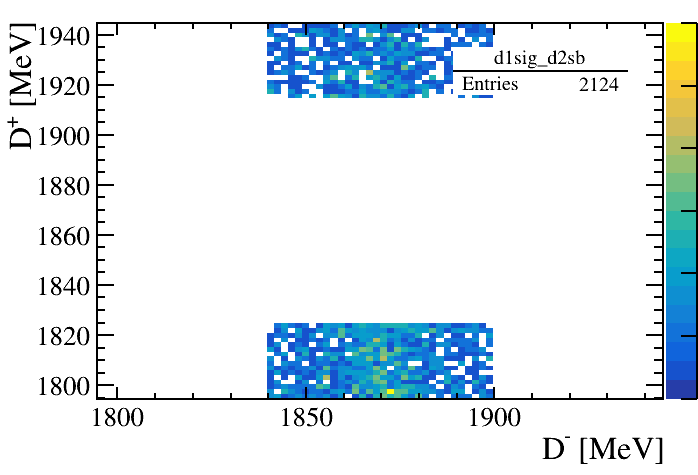 D⁺ [MeV]
1940
1920
1900
1880
1860
1840
1820
1800
d1sig_d2sb
Entries 2124
1800 1850 1900
D⁻ [MeV]